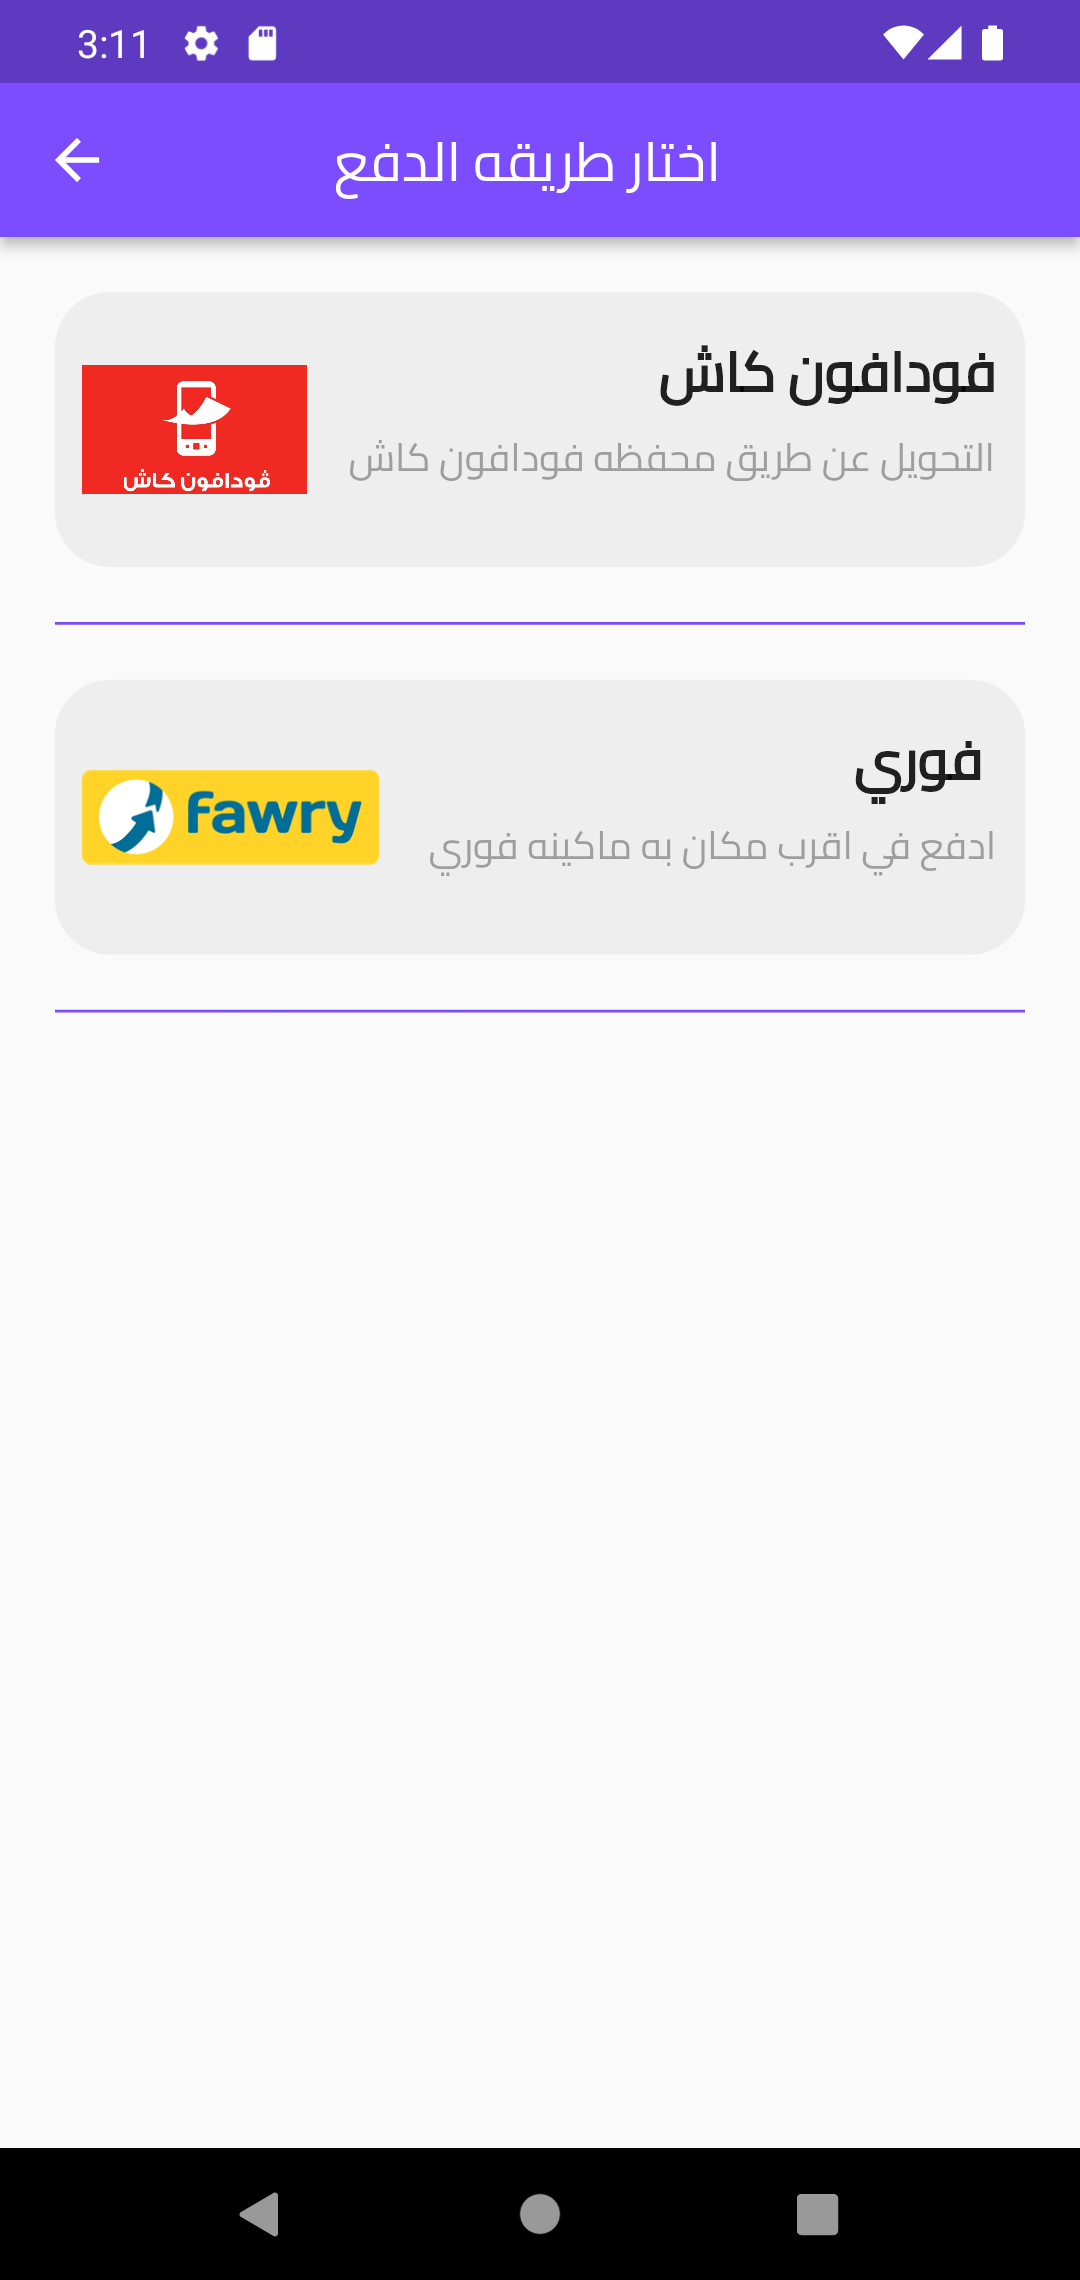 3:11
اختار طريقه الدفع
فودافون كاش
التحويل عن طريق محفظه فودافون كاش
ڤودافون كاش
فوري
ادفع في اقرب مكان به ماكينه فوري
fawry